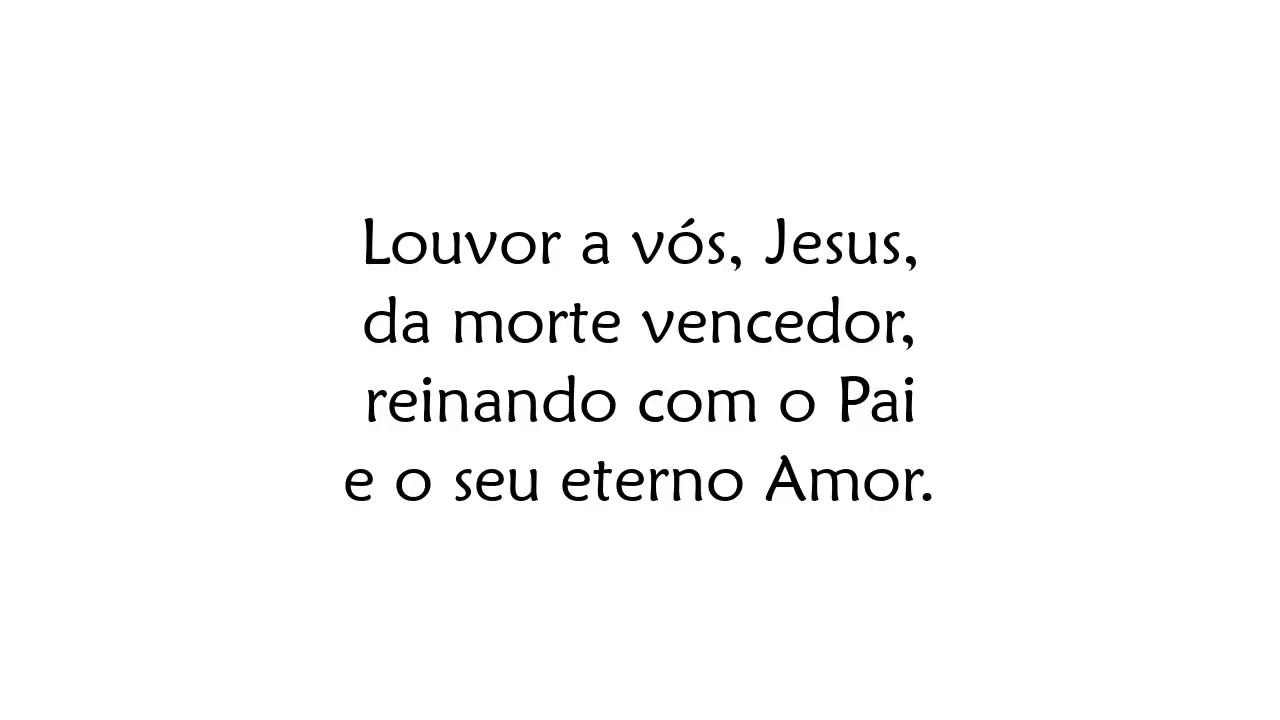 Louvor a vós, Jesus,
da morte vencedor,
reinando com o Pai
e o seu eterno Amor.